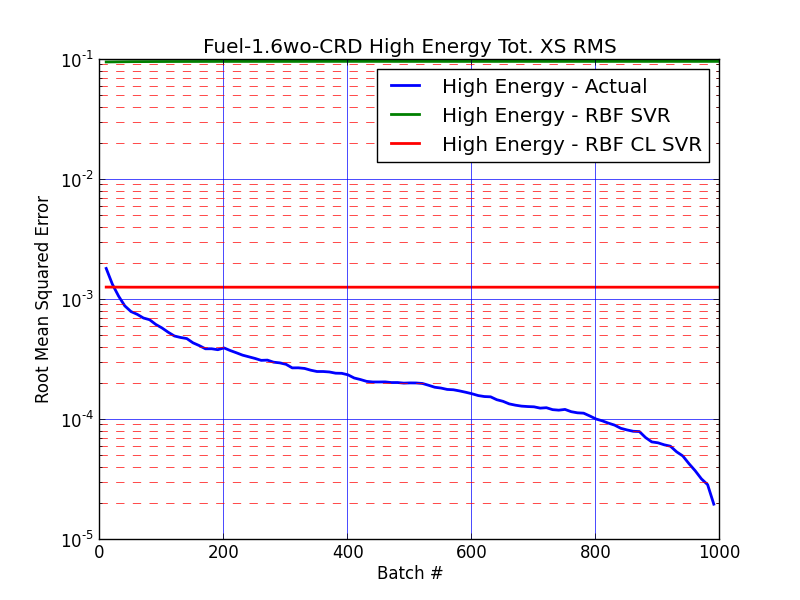 Fuel-1.6wo-CRD High Energy Tot. XS RMS
High Energy - Actual
High Energy - RBF SVR
High Energy - RBF CL SVR
Root Mean Squared Error
10^-1
10^-2
10^-3
10^-4
10^-5
0 200 400 600 800 1000
Batch #